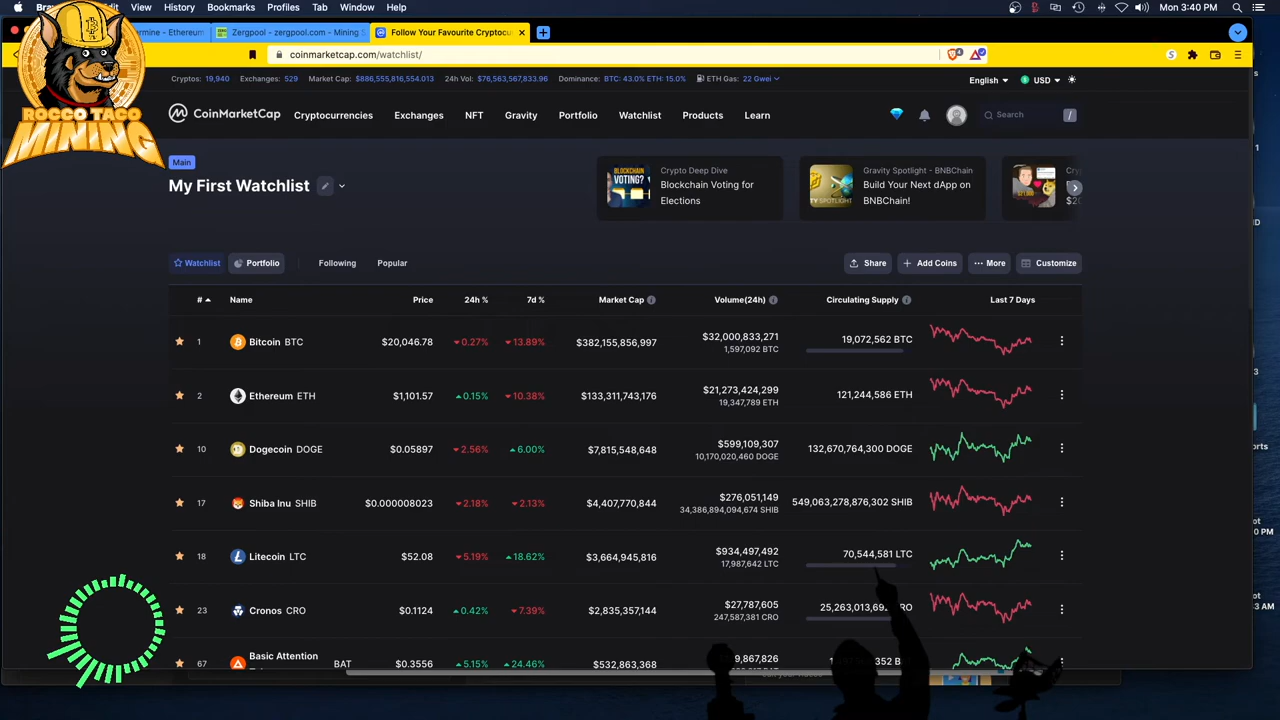 Bra
it
View
History
Bookmarks
Profiles
Tab
Window
Help
Mon 3:40 PM
rmine - Ethereum
Zergpool - zergpool.com - Mining S
Follow Your Favourite Cryptocu
coinmarketcap.com/watchlist/
Cryptos: 19,940 Exchanges: 529 Market Cap: $886,555,816,554.013 24h Vol: $76,583,567,833.96 Dominance: BTC: 43.0% ETH: 15.0% ETH Gas: 22 Gwei
English USD
ROCCO TACO
MINING
CoinMarketCap Cryptocurrencies Exchanges NFT Gravity Portfolio Watchlist Products Learn Search /
Main
My First Watchlist
BLOCKCHAIN
VOTING?
Crypto Deep Dive
Blockchain Voting for
Elections
Gravity Spotlight - BNBChain
Build Your Next dApp on
BNBChain!
Watchlist Portfolio Following Popular Share + Add Coins More Customize
# Name Price 24h % 7d % Market Cap Volume(24h) Circulating Supply Last 7 Days
1 Bitcoin BTC $20,046.78 0.27% 13.89% $382,155,856,997 $32,000,833,271 19,072,562 BTC
1,597,092 BTC
2 Ethereum ETH $1,101.57 0.15% 10.38% $133,311,743,176 $21,273,424,299 121,244,586 ETH
19,347,789 ETH
10 Dogecoin DOGE $0.05897 2.56% 6.00% $7,815,548,648 $599,109,307 132,670,764,300 DOGE
10,170,020,460 DOGE
17 Shiba Inu SHIB $0.000008023 2.18% 2.13% $4,407,770,844 $276,051,149 549,063,278,876,302 SHIB
34,386,894,094,674 SHIB
18 Litecoin LTC $52.08 5.19% 18.62% $3,664,945,816 $934,497,492 70,544,581 LTC
17,987,642 LTC
23 Cronos CRO $0.1124 0.42% 7.39% $2,835,357,144 $27,787,605
247,587,381 CRO
67 Basic Attention BAT $0.3556 5.15% 24.46% $532,863,368